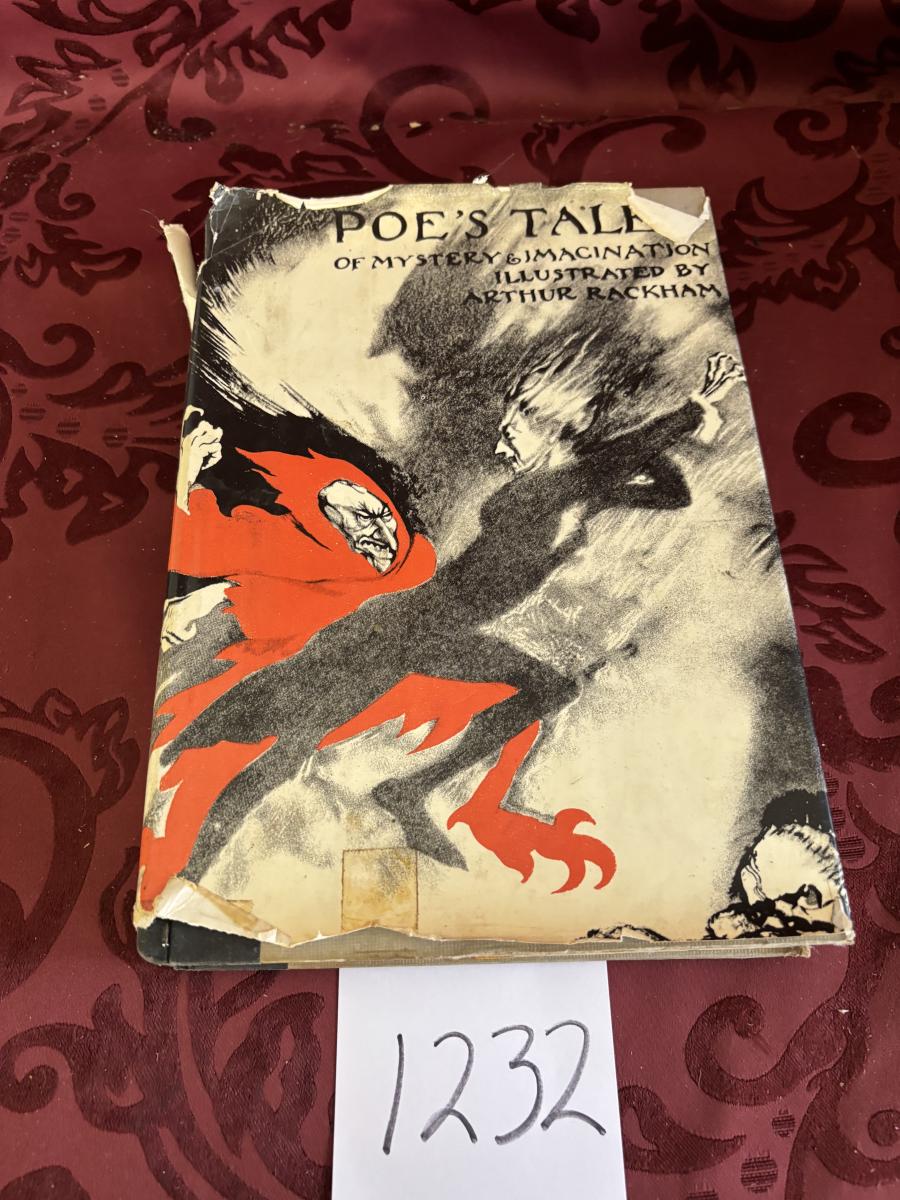 POE'S TALE
OF MYSTERY & IMAGINATION
ILLUSTRATED BY
ARTHUR RACKHAM
1232